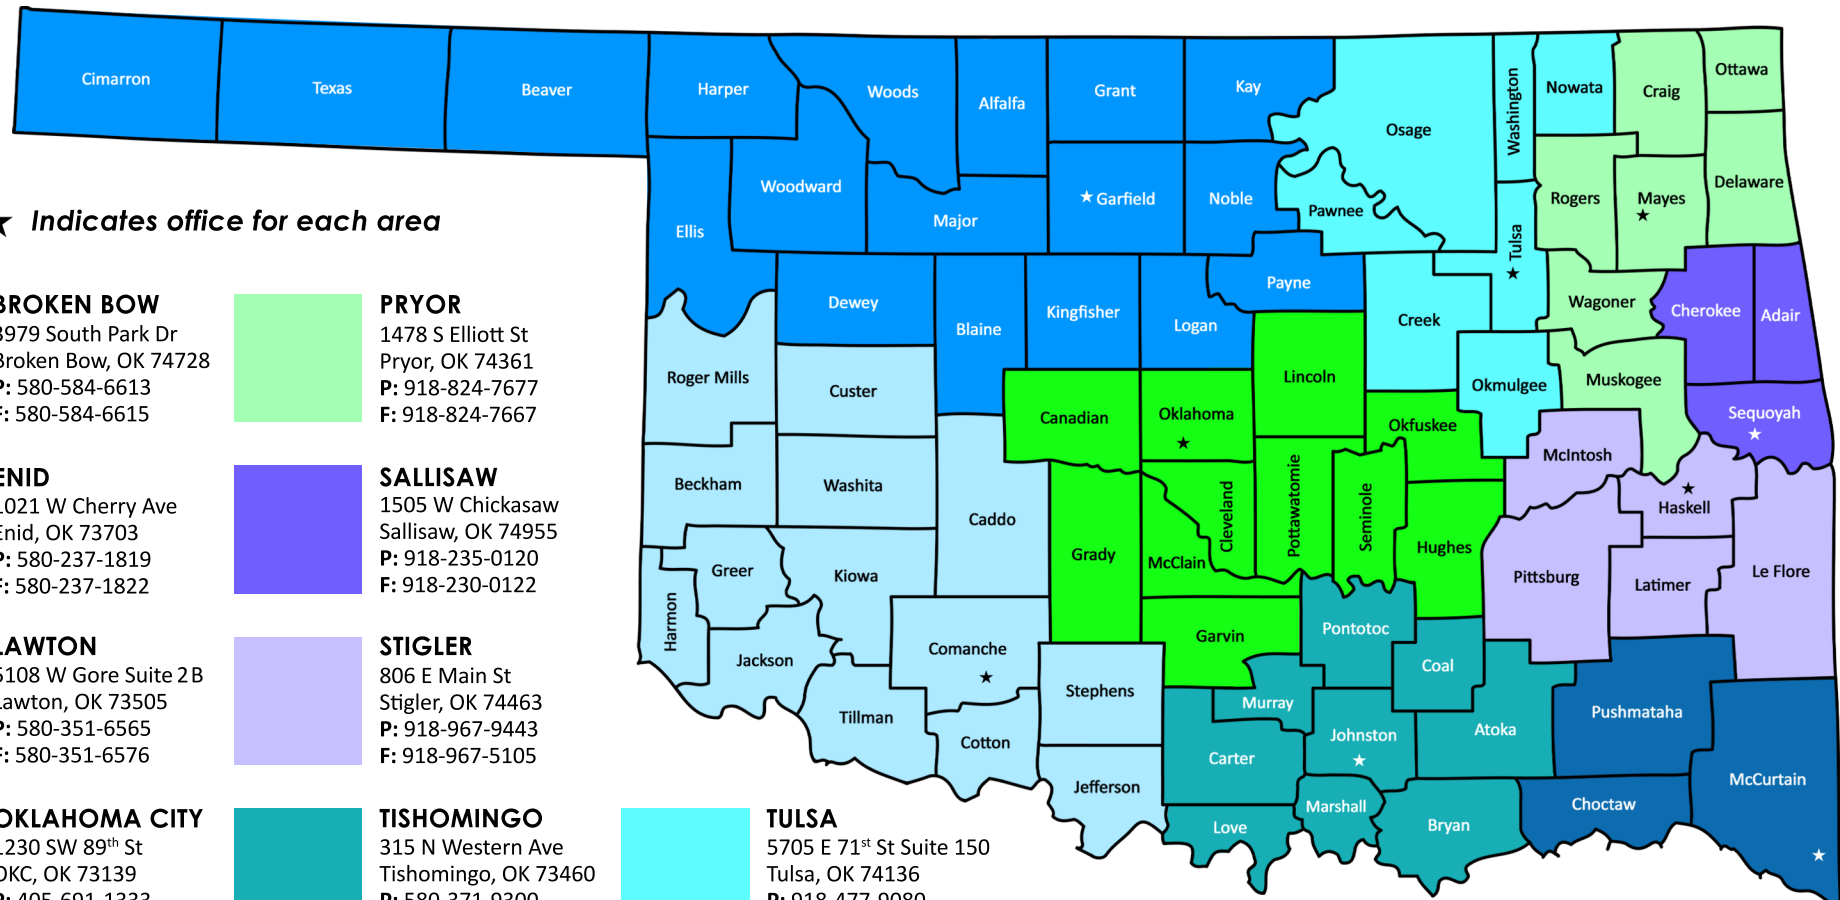 Cimarron
Texas
Beaver
Harper
Woods
Alfalfa
Grant
Kay
Osage
Washington
Nowata
Craig
Ottawa
Woodward
Major
Garfield
Noble
Pawnee
Tulsa
Rogers
Mayes
Delaware
Ellis
Dewey
Blaine
Kingfisher
Logan
Payne
Creek
Wagoner
Cherokee
Adair
Roger Mills
Custer
Canadian
Oklahoma
Lincoln
Okfuskee
Okmulgee
Muskogee
Sequoyah
Beckham
Washita
Caddo
Grady
McClain
Cleveland
Pottawatomie
Seminole
Hughes
McIntosh
Haskell
Pittsburg
Latimer
Le Flore
Harmon
Greer
Kiowa
Jackson
Comanche
Stephens
Garvin
Pontotoc
Coal
Tillman
Cotton
Jefferson
Murray
Carter
Johnston
Atoka
Pushmataha
McCurtain
Love
Marshall
Bryan
Choctaw
Indicates office for each area
BROKEN BOW
3979 South Park Dr
Broken Bow, OK 74728
P: 580-584-6613
F: 580-584-6615
PRYOR
1478 S Elliott St
Pryor, OK 74361
P: 918-824-7677
F: 918-824-7667
ENID
1021 W Cherry Ave
Enid, OK 73703
P: 580-237-1819
F: 580-237-1822
SALLISAW
1505 W Chickasaw
Sallisaw, OK 74955
P: 918-235-0120
F: 918-230-0122
LAWTON
5108 W Gore Suite 2B
Lawton, OK 73505
P: 580-351-6565
F: 580-351-6576
STIGLER
806 E Main St
Stigler, OK 74463
P: 918-967-9443
F: 918-967-5105
OKLAHOMA CITY
1230 SW 89th St
OKC, OK 73139
P: 405-691-1333
TISHOMINGO
315 N Western Ave
Tishomingo, OK 73460
P: 580-371-9300
TULSA
5705 E 71st St Suite 150
Tulsa, OK 74136
P: 918-477-9080